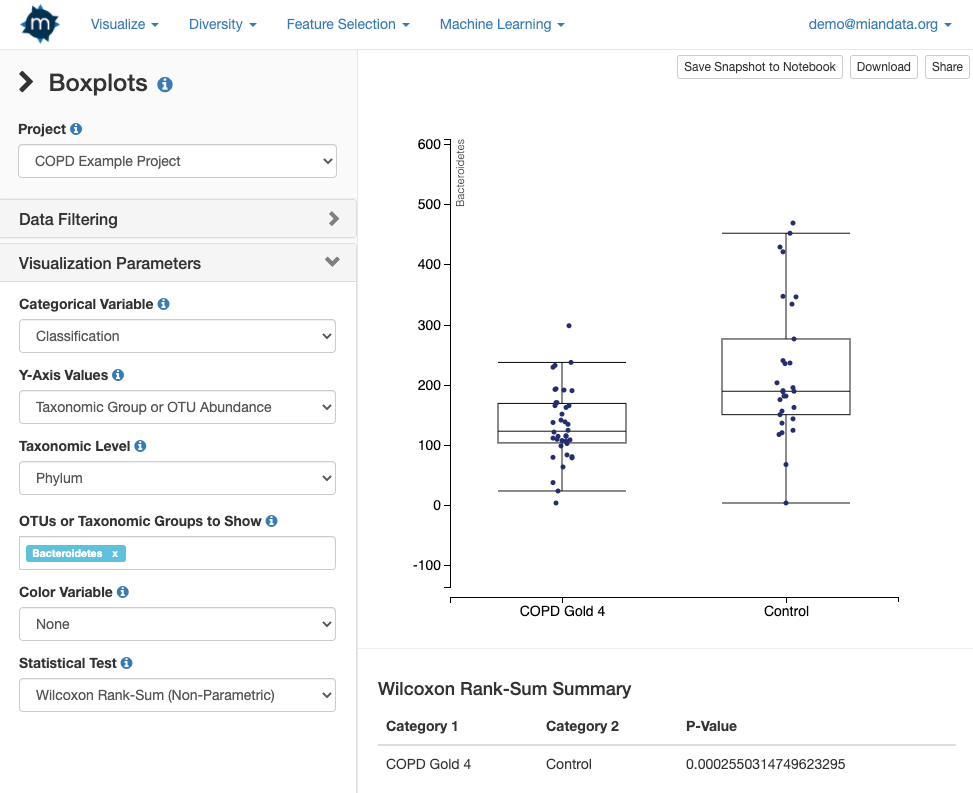 m Visualize Diversity Feature Selection Machine Learning demo@miandata.org
Boxplots i
Project i
COPD Example Project
Data Filtering
Visualization Parameters
Categorical Variable i
Classification
Y-Axis Values i
Taxonomic Group or OTU Abundance
Taxonomic Level i
Phylum
OTUs or Taxonomic Groups to Show i
Bacteroidetes x
Color Variable i
None
Statistical Test i
Wilcoxon Rank-Sum (Non-Parametric)
Save Snapshot to Notebook Download Share
Bacteroidetes
600
500
400
300
200
100
0
-100
COPD Gold 4 Control
Wilcoxon Rank-Sum Summary
Category 1 Category 2 P-Value
COPD Gold 4 Control 0.0002550314749623295